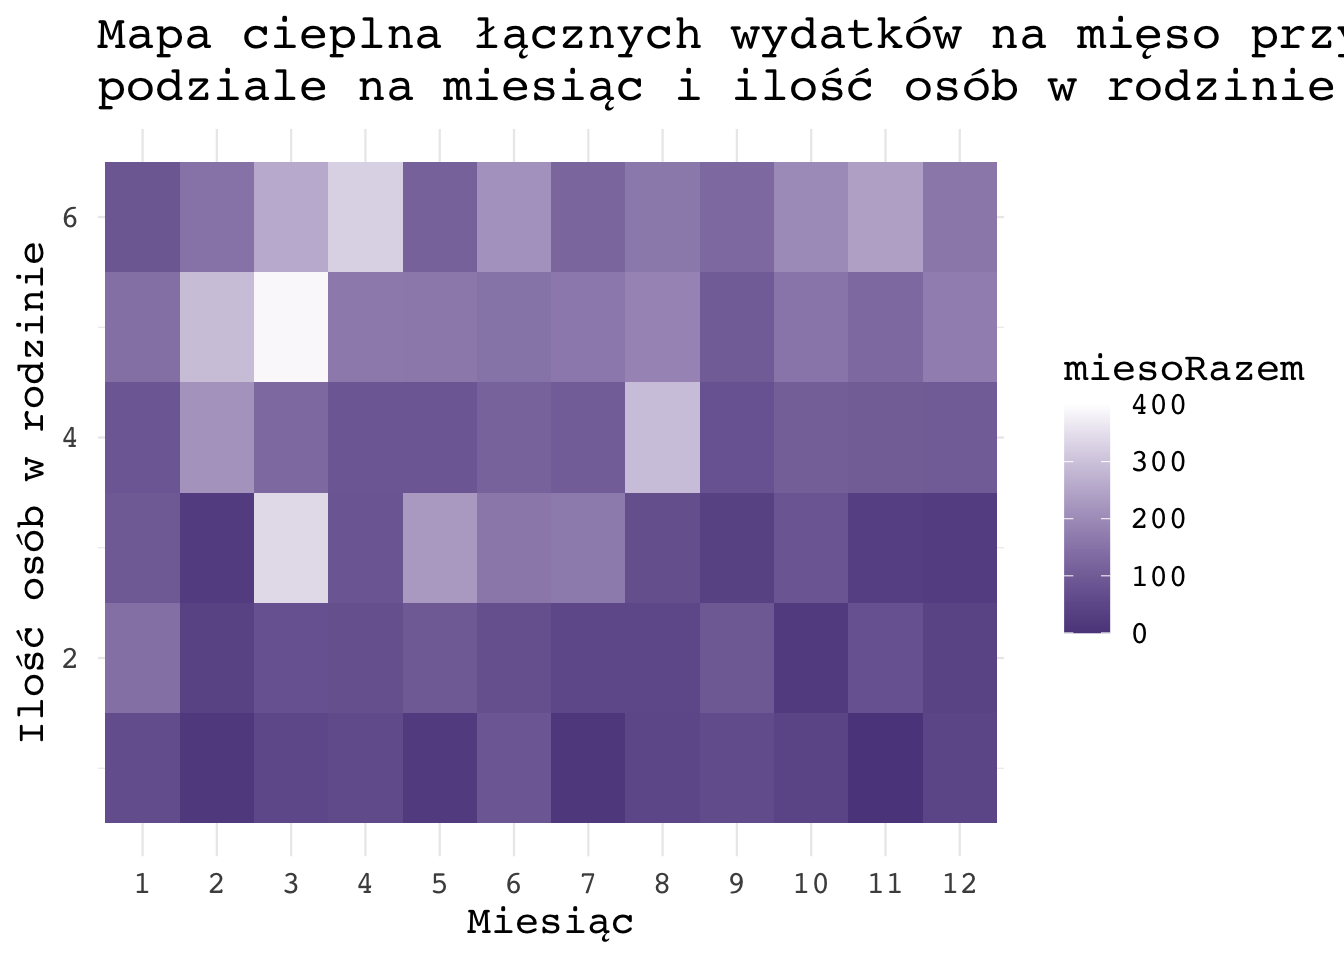 Mapa cieplna łącznych wydatków na mięso przy
podziale na miesiąc i ilość osób w rodzinie
Ilość osób w rodzinie
6
4
2
1 2 3 4 5 6 7 8 9 10 11 12
Miesiąc
miesoRazem
400
300
200
100
0